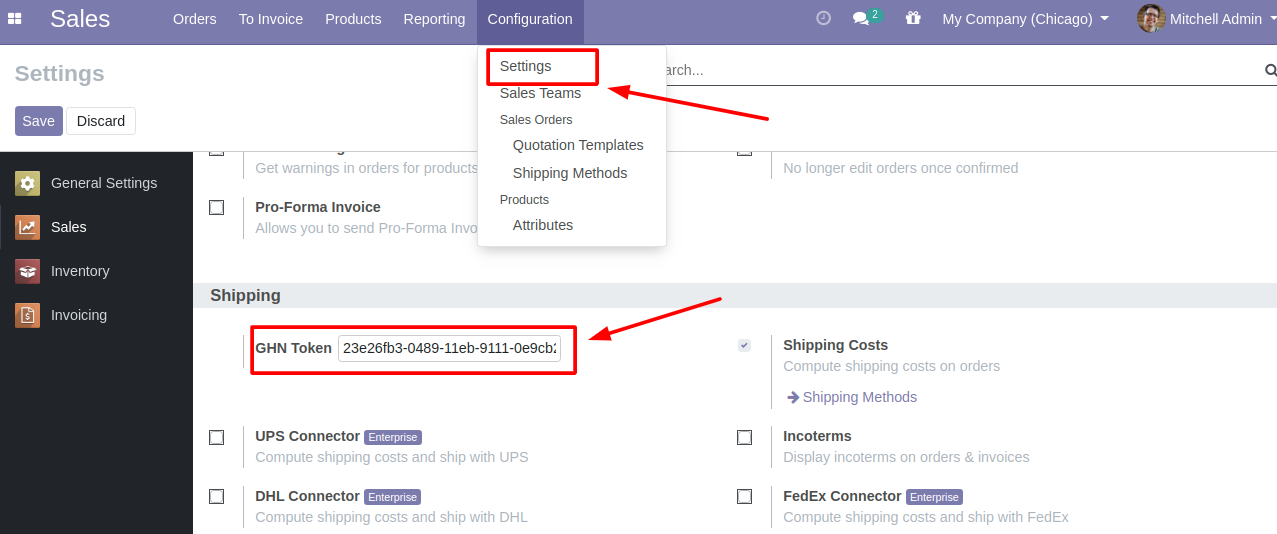 Sales Orders To Invoice Products Reporting Configuration 2 My Company (Chicago) Mitchell Admin
Settings
Save Discard
Settings
Sales Teams
Sales Orders
Quotation Templates
Shipping Methods
Products
Attributes
General Settings
Sales
Inventory
Invoicing
Get warnings in orders for products
No longer edit orders once confirmed
Pro-Forma Invoice
Allows you to send Pro-Forma
Shipping
GHN Token 23e26fb3-0489-11eb-9111-0e9cb2
Shipping Costs
Compute shipping costs on orders
Shipping Methods
UPS Connector Enterprise
Compute shipping costs and ship with UPS
Incoterms
Display incoterms on orders & invoices
DHL Connector Enterprise
Compute shipping costs and ship with DHL
FedEx Connector Enterprise
Compute shipping costs and ship with FedEx